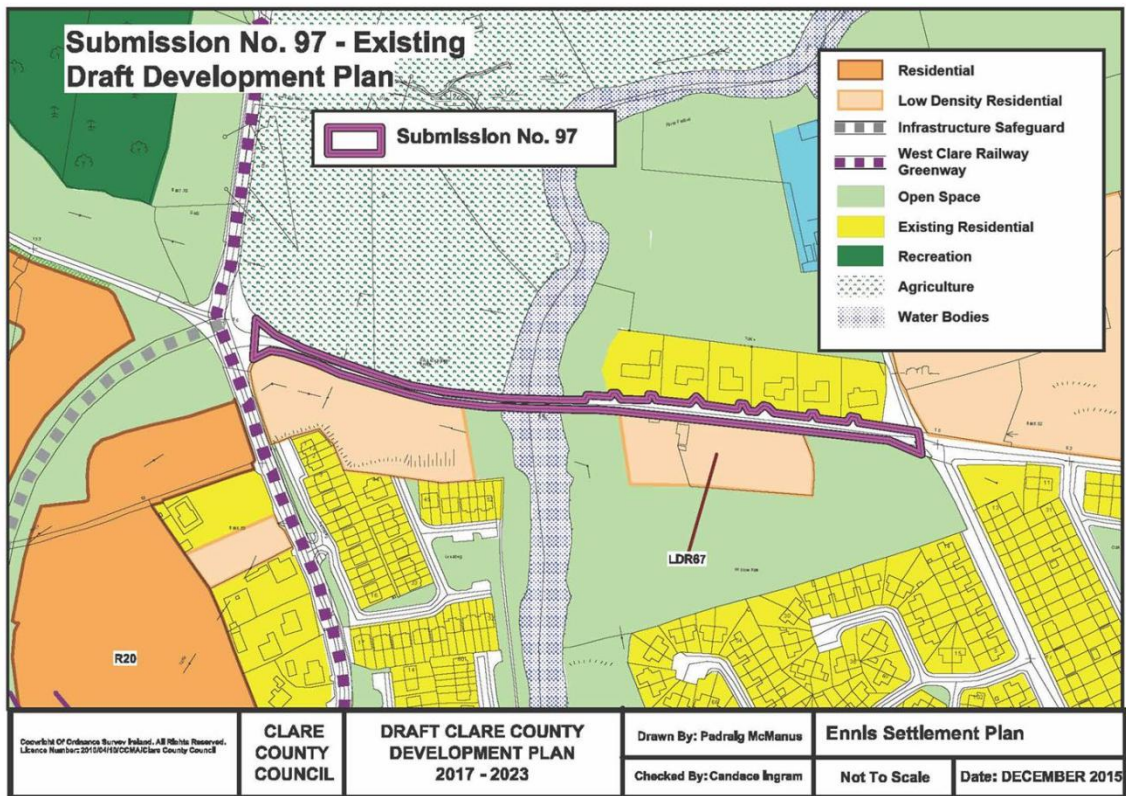 Submission No. 97 - Existing
Draft Development Plan
Submission No. 97
Residential
Low Density Residential
Infrastructure Safeguard
West Clare Railway
Greenway
Open Space
Existing Residential
Recreation
Agriculture
Water Bodies
LDR67
R20
Copyright Of Ordnance Survey Ireland. All Rights Reserved.
CLARE
COUNTY
COUNCIL
DRAFT CLARE COUNTY
DEVELOPMENT PLAN
2017 - 2023
Drawn By: Padraig McManus
Checked By: Candace Ingram
Ennis Settlement Plan
Not To Scale
Date: DECEMBER 2015